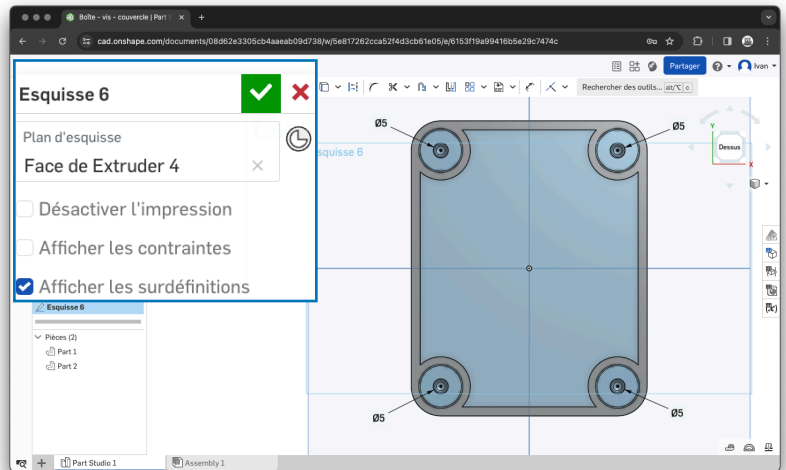 Boîte - vis - couvercle | Part S
cad.onshape.com/documents/08d62e3305cb4aaeab09d738/w/5e817262cca52f4d3cb61e05/e/6153f19a99416b5e29c7474c
Partager
Ivan
Rechercher des outils... alt/⌥ c
Esquisse 6
Plan d'esquisse
Face de Extruder 4
Désactiver l'impression
Afficher les contraintes
Afficher les surdéfinitions
Esquisse 6
Pièces (2)
Part 1
Part 2
squisse 6
Ø5
Ø5
Ø5
Ø5
Y
Dessus
X
Part Studio 1
Assembly 1